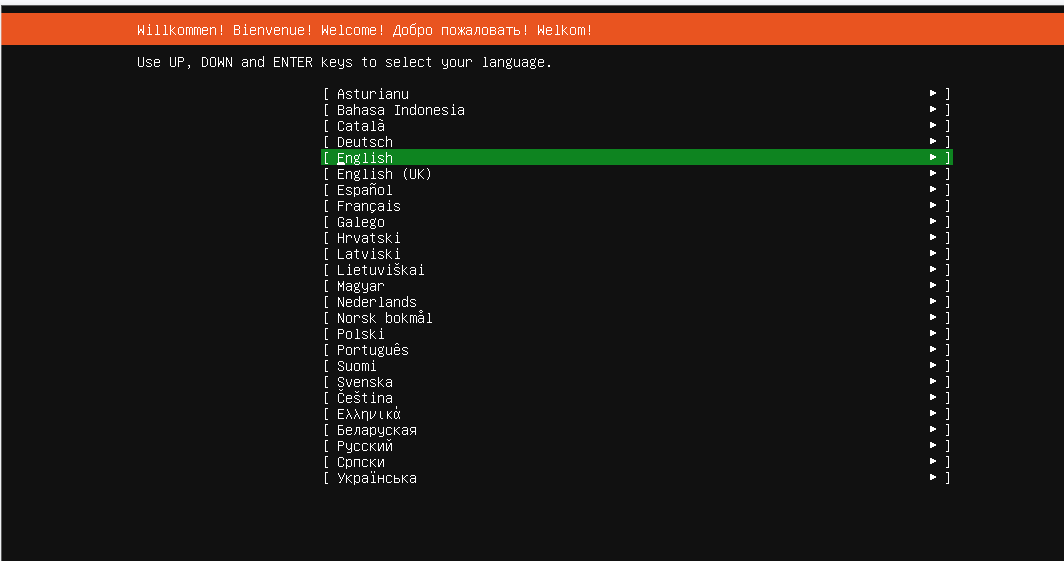 Willkommen! Bienvenue! Welcome! Добро пожаловать! Welkom!
Use UP, DOWN and ENTER keys to select your language.
[ Asturianu ► ]
[ Bahasa Indonesia ► ]
[ Català ► ]
[ Deutsch ► ]
[ English ► ]
[ English (UK) ► ]
[ Español ► ]
[ Français ► ]
[ Galego ► ]
[ Hrvatski ► ]
[ Latviski ► ]
[ Lietuviškai ► ]
[ Magyar ► ]
[ Nederlands ► ]
[ Norsk bokmål ► ]
[ Polski ► ]
[ Português ► ]
[ Suomi ► ]
[ Svenska ► ]
[ Čeština ► ]
[ Ελληνικά ► ]
[ Беларуская ► ]
[ Русский ► ]
[ Српски ► ]
[ Українська ► ]